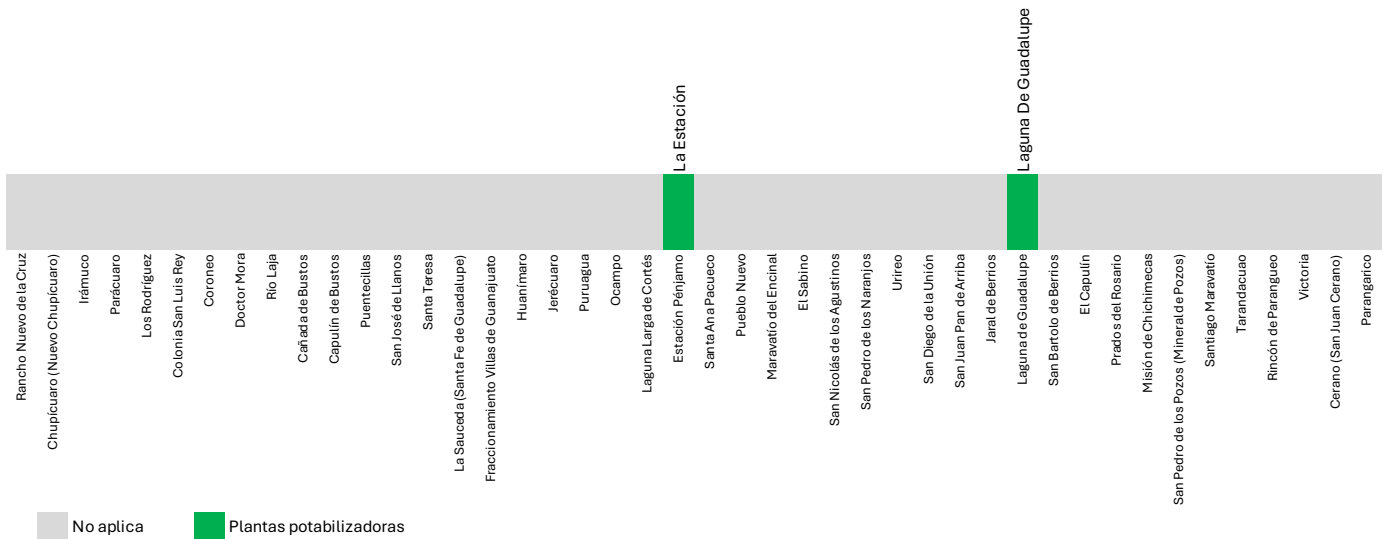 La Estación
Laguna De Guadalupe
Rancho Nuevo de la Cruz
Chupícuaro (Nuevo Chupícuaro)
Irámuco
Parácuaro
Los Rodríguez
Colonia San Luis Rey
Coroneo
Doctor Mora
Río Laja
Cañada de Bustos
Capulín de Bustos
Puentecillas
San José de Llanos
Santa Teresa
La Sauceda (Santa Fe de Guadalupe)
Fraccionamiento Villas de Guanajuato
Huanímaro
Jerécuaro
Puruagua
Ocampo
Laguna Larga de Cortés
Estación Pénjamo
Santa Ana Pacueco
Pueblo Nuevo
Maravatío del Encinal
El Sabino
San Nicolás de los Agustinos
San Pedro de los Naranjos
Urireo
San Diego de la Unión
San Juan Pan de Arriba
Jaral de Berrios
Laguna de Guadalupe
San Bartolo de Berrios
El Capulín
Prados del Rosario
Misión de Chichimecas
San Pedro de los Pozos (Mineral de Pozos)
Santiago Maravatío
Tarandacuao
Rincón de Parangueo
Victoria
Cerano (San Juan Cerano)
Parangarico
No aplica
Plantas potabilizadoras